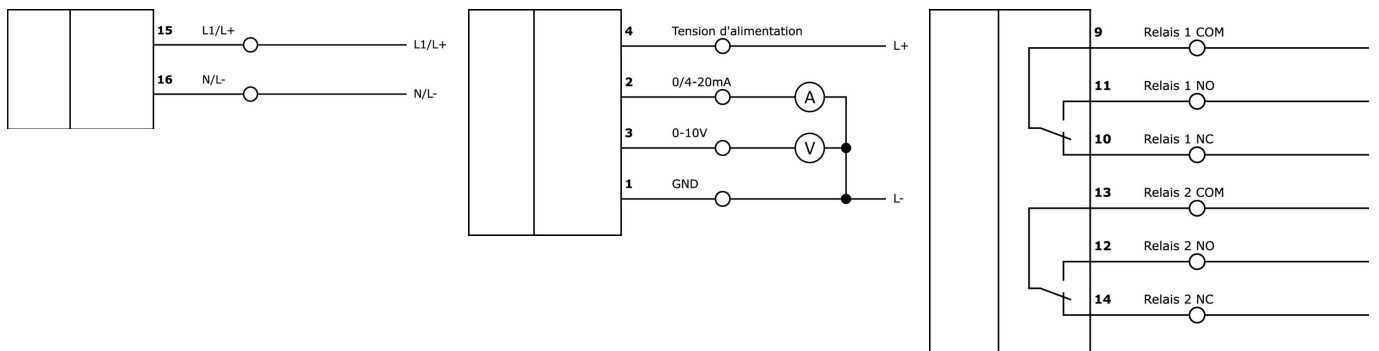 15 L1/L+
L1/L+
16 N/L-
N/L-
4 Tension d'alimentation
L+
2 0/4-20mA
A
3 0-10V
V
1 GND
L-
9 Relais 1 COM
11 Relais 1 NO
10 Relais 1 NC
13 Relais 2 COM
12 Relais 2 NO
14 Relais 2 NC